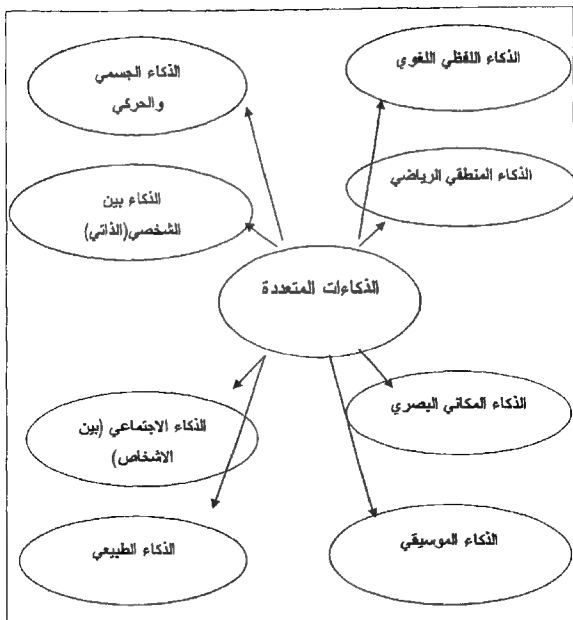 الذكاء اللفظي اللغوي
الذكاء الجسمي
والحركي
الذكاء المنطقي الرياضي
الذكاء بين
الشخصي(الذاتي)
الذكاءات المتعددة
الذكاء المكاني البصري
الذكاء الاجتماعي (بين
الاشخاص)
الذكاء الموسيقي
الذكاء الطبيعي